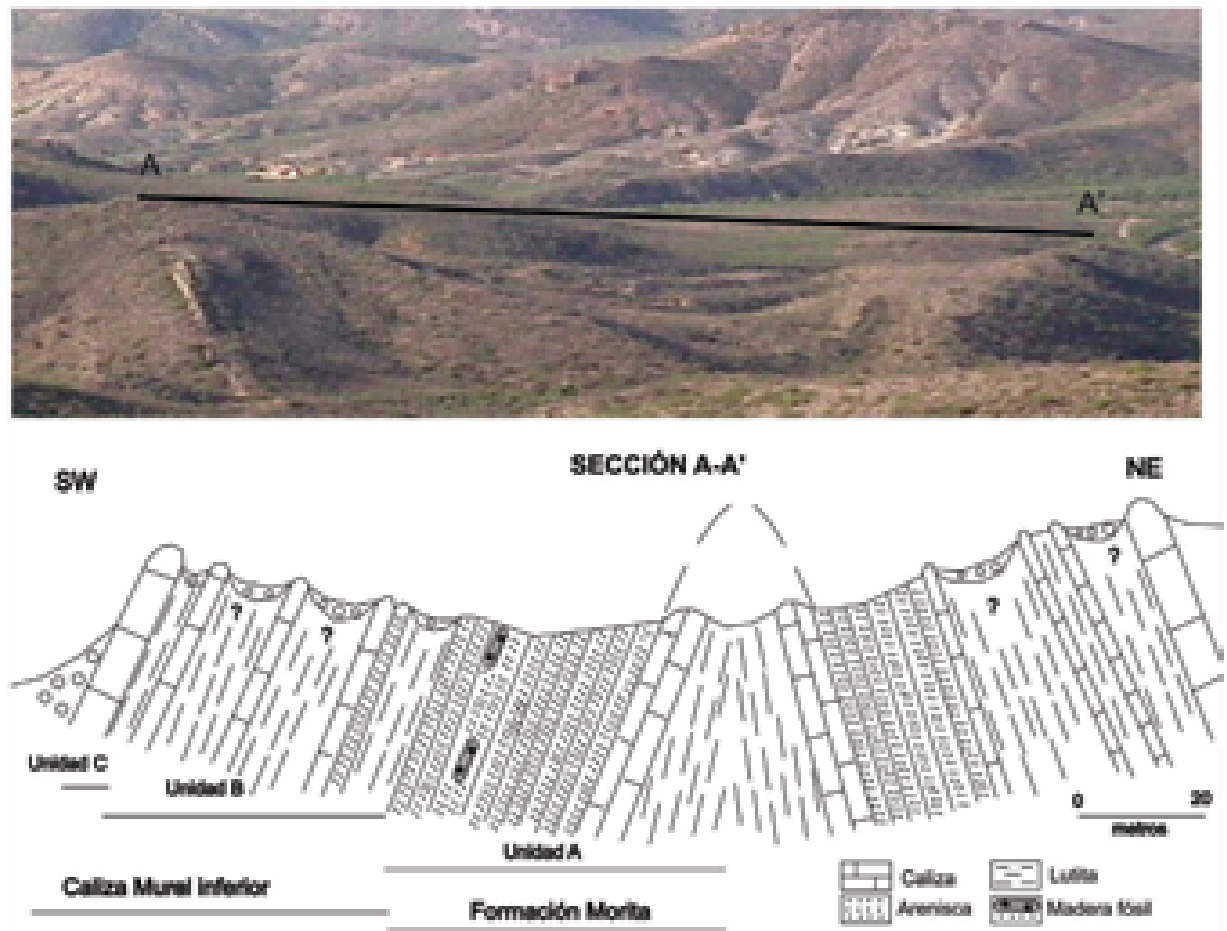 A
A'
SECCIÓN A-A'
SW
NE
?
?
?
?
Unidad C
Unidad B
Unidad A
Caliza Mural inferior
Formación Morita
0 20
metros
Caliza
Lutita
Arenisca
Madera fósil